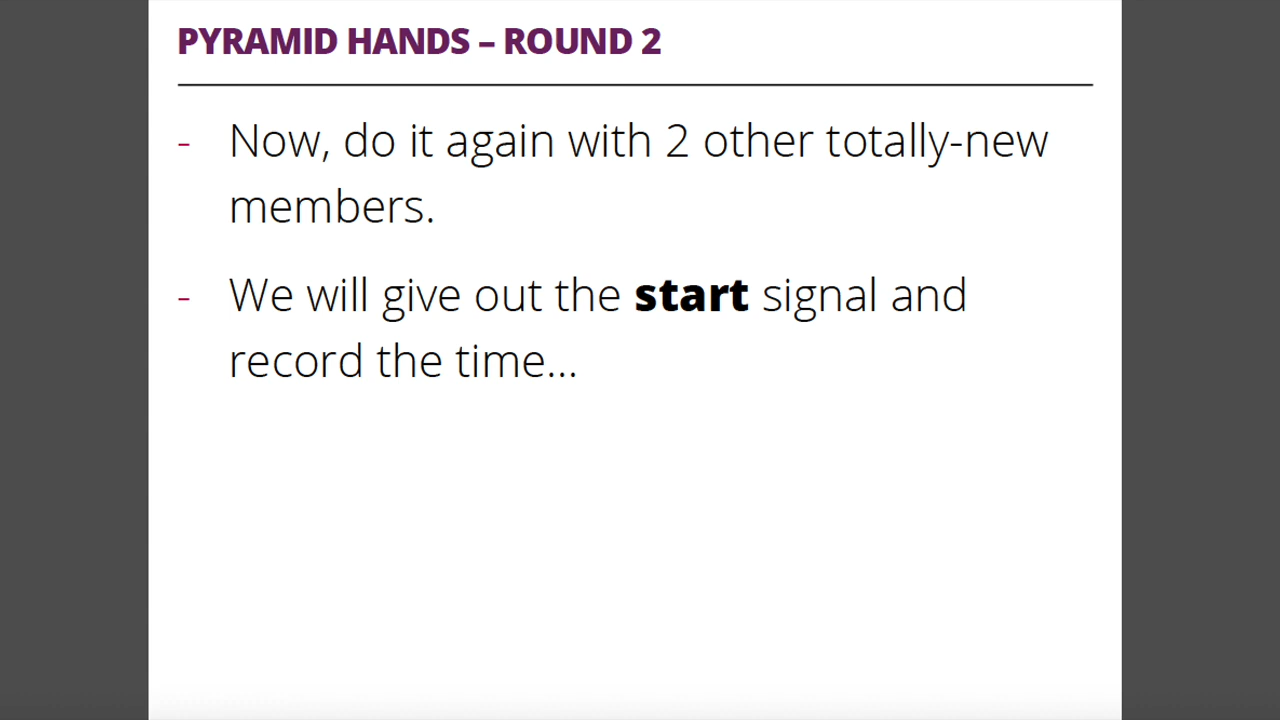 PYRAMID HANDS – ROUND 2
- Now, do it again with 2 other totally-new
members.
- We will give out the start signal and
record the time...